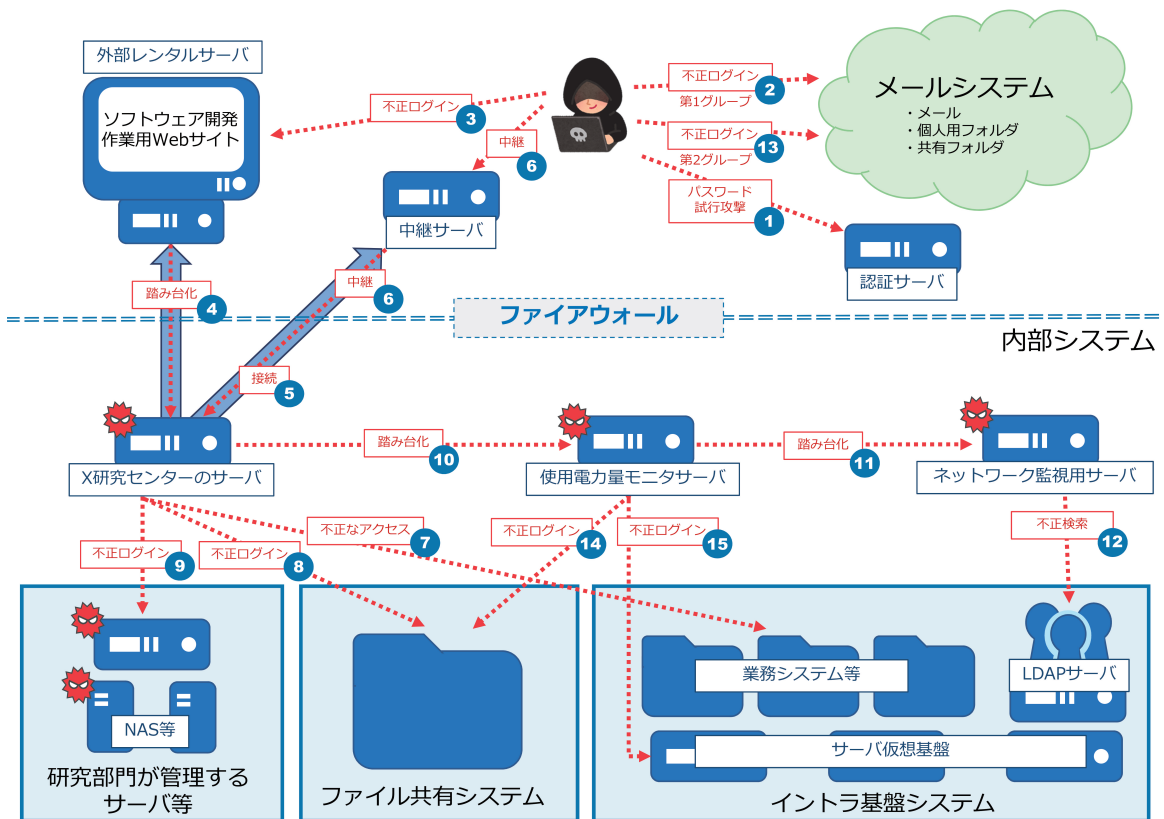 外部レンタルサーバ
ソフトウェア開発
作業用Webサイト
不正ログイン
3
中継
6
不正ログイン
2
第1グループ
不正ログイン
13
第2グループ
パスワード
試行攻撃
1
メールシステム
・メール
・個人用フォルダ
・共有フォルダ
中継サーバ
認証サーバ
踏み台化
4
中継
6
ファイアウォール
内部システム
接続
5
踏み台化
10
踏み台化
11
X研究センターのサーバ
使用電力量モニタサーバ
ネットワーク監視用サーバ
不正なアクセス
7
不正ログイン
14
不正ログイン
15
不正検索
12
不正ログイン
9
不正ログイン
8
NAS等
研究部門が管理する
サーバ等
ファイル共有システム
業務システム等
LDAPサーバ
サーバ仮想基盤
イントラ基盤システム